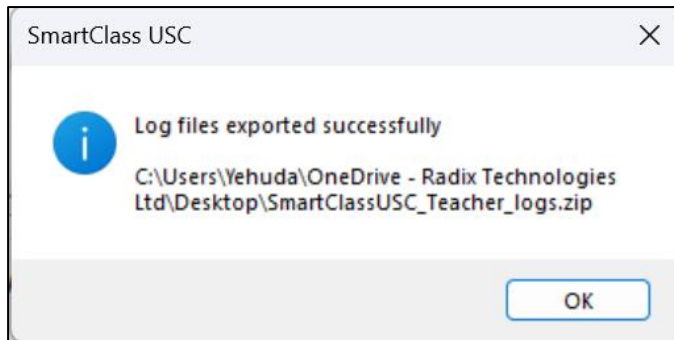 SmartClass USC
Log files exported successfully
C:\Users\Yehuda\OneDrive - Radix Technologies
Ltd\Desktop\SmartClassUSC_Teacher_logs.zip
OK